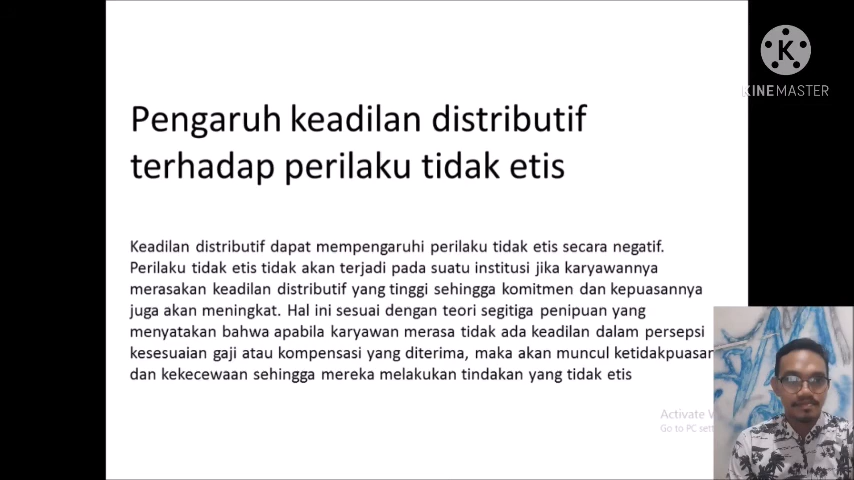 Pengaruh keadilan distributif
terhadap perilaku tidak etis
Keadilan distributif dapat mempengaruhi perilaku tidak etis secara negatif.
Perilaku tidak etis tidak akan terjadi pada suatu institusi jika karyawannya
merasakan keadilan distributif yang tinggi sehingga komitmen dan kepuasannya
juga akan meningkat. Hal ini sesuai dengan teori segitiga penipuan yang
menyatakan bahwa apabila karyawan merasa tidak ada keadilan dalam persepsi
kesesuaian gaji atau kompensasi yang diterima, maka akan muncul ketidakpuasan
dan kekecewaan sehingga mereka melakukan tindakan yang tidak etis
K
KINEMASTER
Activate
Go to PC